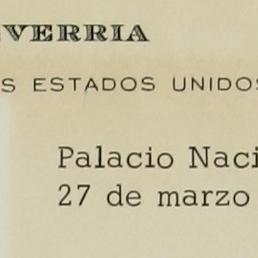 VERRIA
S ESTADOS UNIDOS
Palacio Naci
27 de marzo